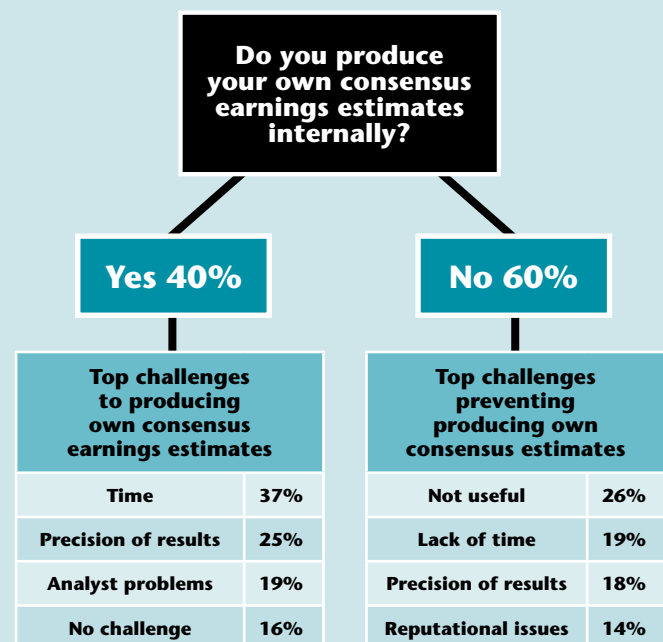 Do you produce
your own consensus
earnings estimates
internally?
Yes 40%
No 60%
Top challenges
to producing
own consensus
earnings estimates
Time 37%
Precision of results 25%
Analyst problems 19%
No challenge 16%
Top challenges
preventing
producing own
consensus estimates
Not useful 26%
Lack of time 19%
Precision of results 18%
Reputational issues 14%